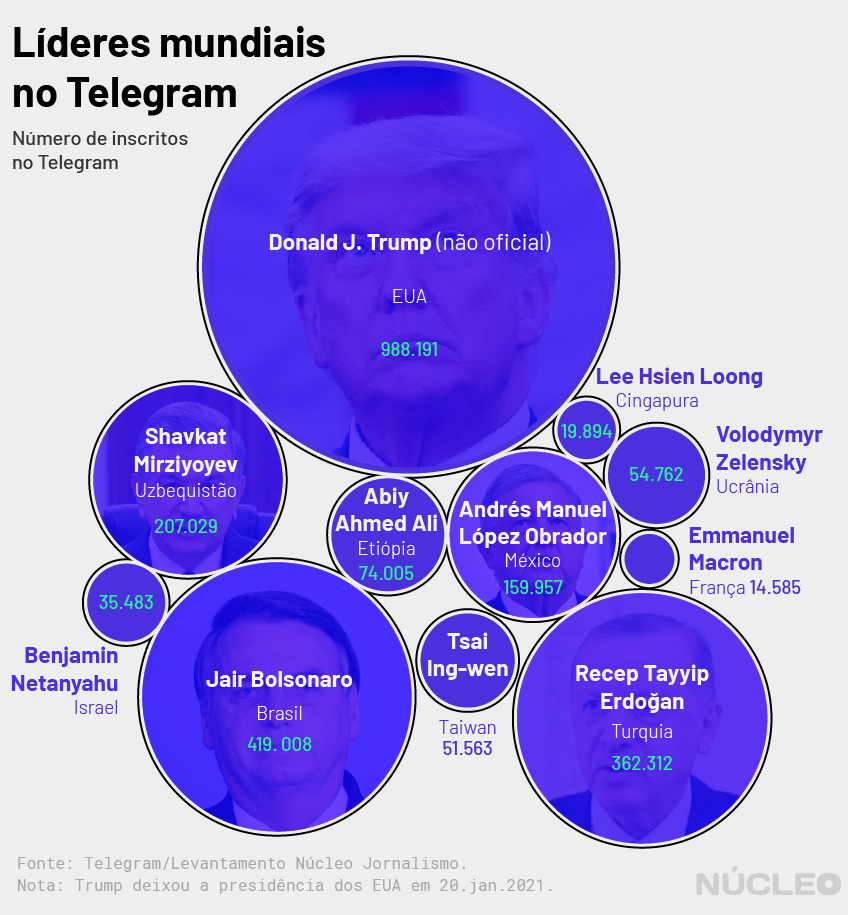 Líderes mundiais
no Telegram
Número de inscritos
no Telegram
Donald J. Trump (não oficial)
EUA
988.191
Lee Hsien Loong
Cingapura
19.894
Volodymyr
Zelensky
Ucrânia
54.762
Shavkat
Mirziyoyev
Uzbequistão
207.029
Abiy
Ahmed Ali
Etiópia
74.005
Andrés Manuel
López Obrador
México
159.957
Emmanuel
Macron
França 14.585
35.483
Benjamin
Netanyahu
Israel
Jair Bolsonaro
Brasil
419. 008
Tsai
Ing-wen
Taiwan
51.563
Recep Tayyip
Erdoğan
Turquia
362.312
Fonte: Telegram/Levantamento Núcleo Jornalismo.
Nota: Trump deixou a presidência dos EUA em 20.jan.2021.
NÚCLEO